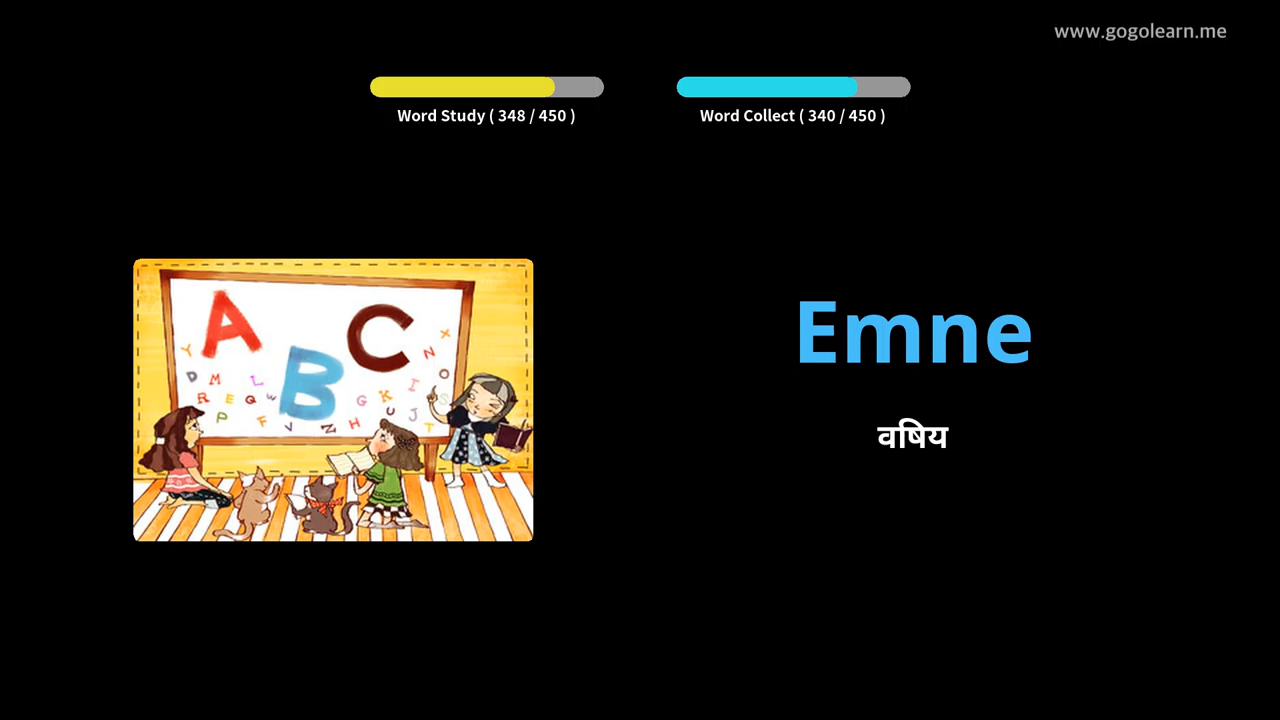 www.gogolearn.me
Word Study ( 348 / 450 )
Word Collect ( 340 / 450 )
A B C
Y X N
D M L I O
R E Q W G K S
P F V Z H U J T
Emne
वषिय